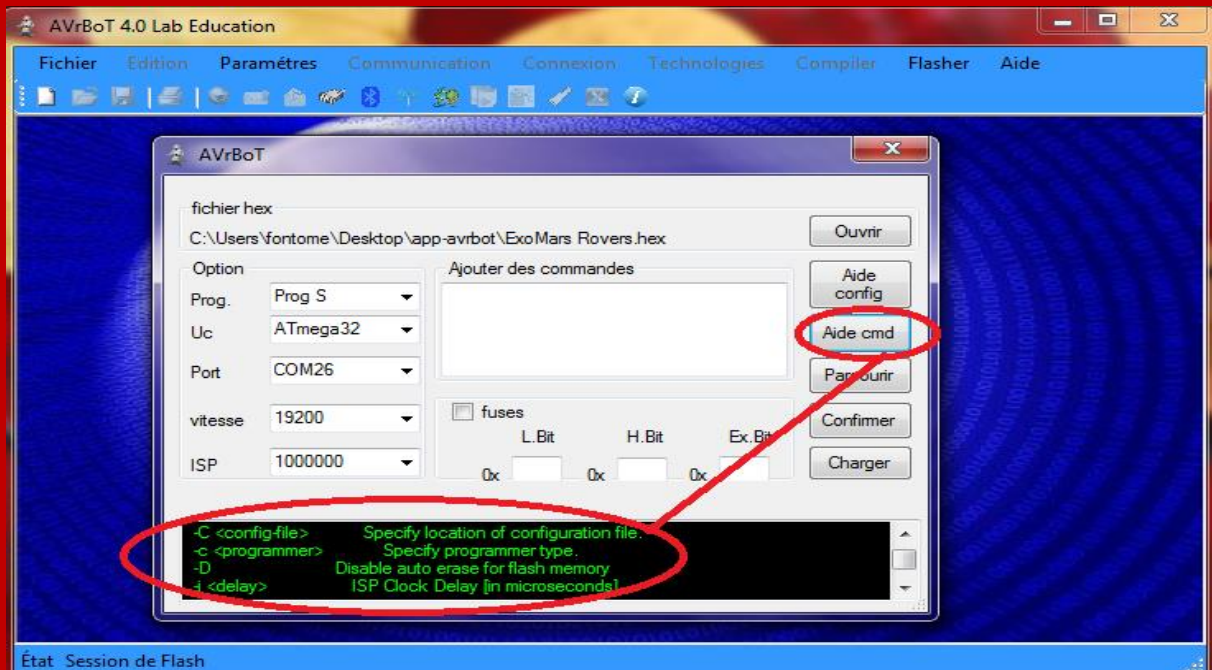 AVrBoT 4.0 Lab Education
Fichier Edition Paramétres Communication Connexion Technologies Compiler Flasher Aide
AVrBoT
fichier hex
C:\Users\fontome\Desktop\app-avrbot\ExoMars Rovers.hex
Ouvrir
Option
Ajouter des commandes
Aide config
Prog. Prog S
Uc ATmega32
Aide cmd
Port COM26
Parcourir
vitesse 19200
fuses
Confirmer
L.Bit H.Bit Ex.Bit
ISP 1000000
0x 0x 0x
Charger
-C <config-file> Specify location of configuration file.
-c <programmer> Specify programmer type.
-D Disable auto erase for flash memory
-i <delay> ISP Clock Delay [in microseconds]
État Session de Flash